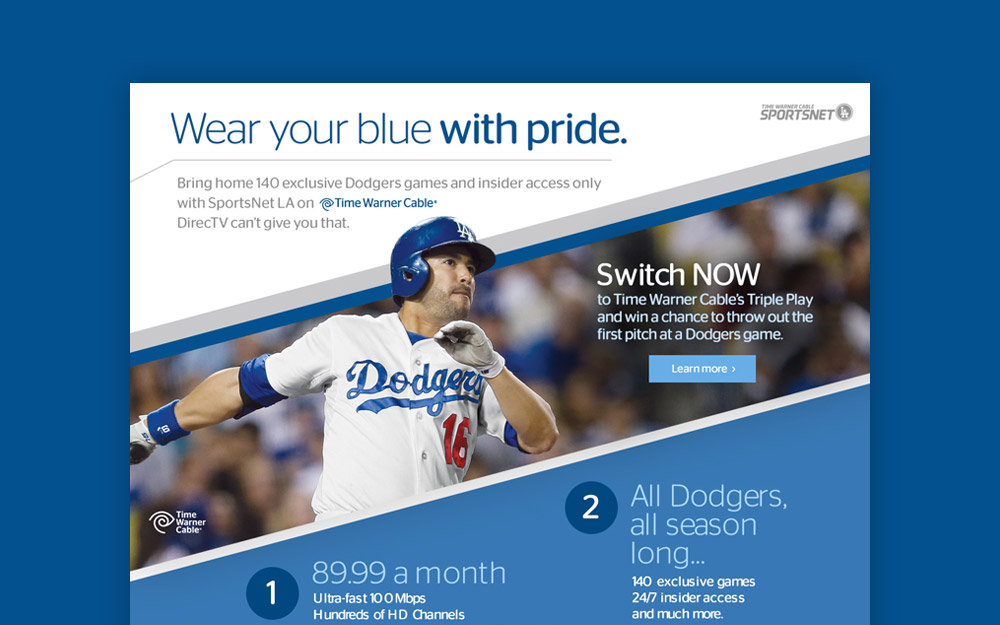 Wear your blue with pride.
TIME WARNER CABLE
SPORTSNET LA
Bring home 140 exclusive Dodgers games and insider access only
with SportsNet LA on Time Warner Cable®
DirecTV can't give you that.
LA
Switch NOW
to Time Warner Cable's Triple Play
and win a chance to throw out the
first pitch at a Dodgers game.
Learn more ›
Dodgers
16
16
Time
Warner
Cable®
1
89.99 a month
Ultra-fast 100 Mbps
Hundreds of HD Channels
2
All Dodgers,
all season
long...
140 exclusive games
24/7 insider access
and much more.